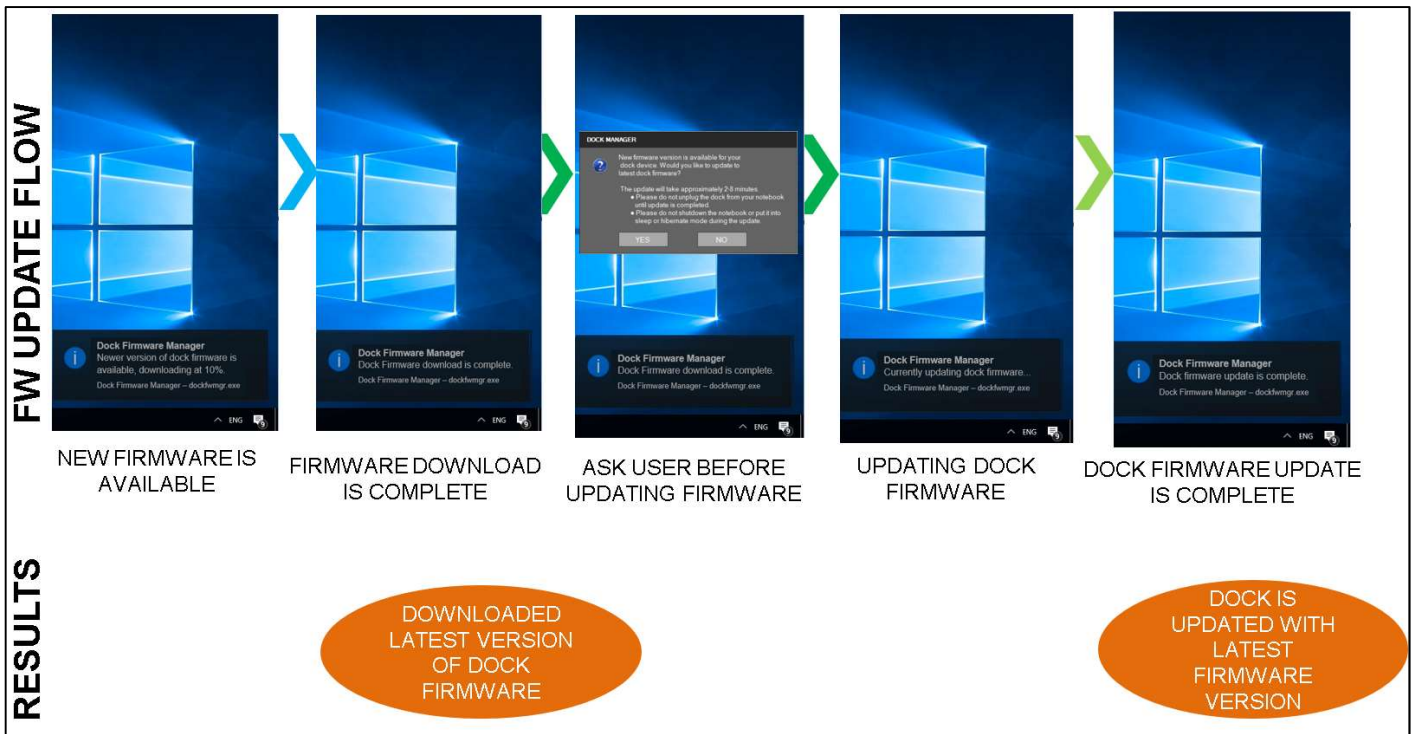 FW UPDATE FLOW
Dock Firmware Manager
Newer version of dock firmware is
available, downloading at 10%.
Dock Firmware Manager – dockfwmgr.exe
ENG
9
NEW FIRMWARE IS
AVAILABLE
Dock Firmware Manager
Dock Firmware download is complete.
Dock Firmware Manager – dockfwmgr.exe
ENG
9
FIRMWARE DOWNLOAD
IS COMPLETE
DOCK MANAGER
New firmware version is available for your
dock device. Would you like to update to
latest dock firmware?
The update will take approximately 2-8 minutes
● Please do not unplug the dock from your notebook
until update is completed.
● Please do not shutdown the notebook or put it into
sleep or hibernate mode during the update.
YES
NO
Dock Firmware Manager
Dock Firmware download is complete.
Dock Firmware Manager – dockfwmgr.exe
ENG
9
ASK USER BEFORE
UPDATING FIRMWARE
Dock Firmware Manager
Currently updating dock firmware...
Dock Firmware Manager – dockfwmgr.exe
ENG
9
UPDATING DOCK
FIRMWARE
Dock Firmware Manager
Dock firmware update is complete.
Dock Firmware Manager – dockfwmgr.exe
ENG
9
DOCK FIRMWARE UPDATE
IS COMPLETE
RESULTS
DOWNLOADED
LATEST VERSION
OF DOCK
FIRMWARE
DOCK IS
UPDATED WITH
LATEST
FIRMWARE
VERSION